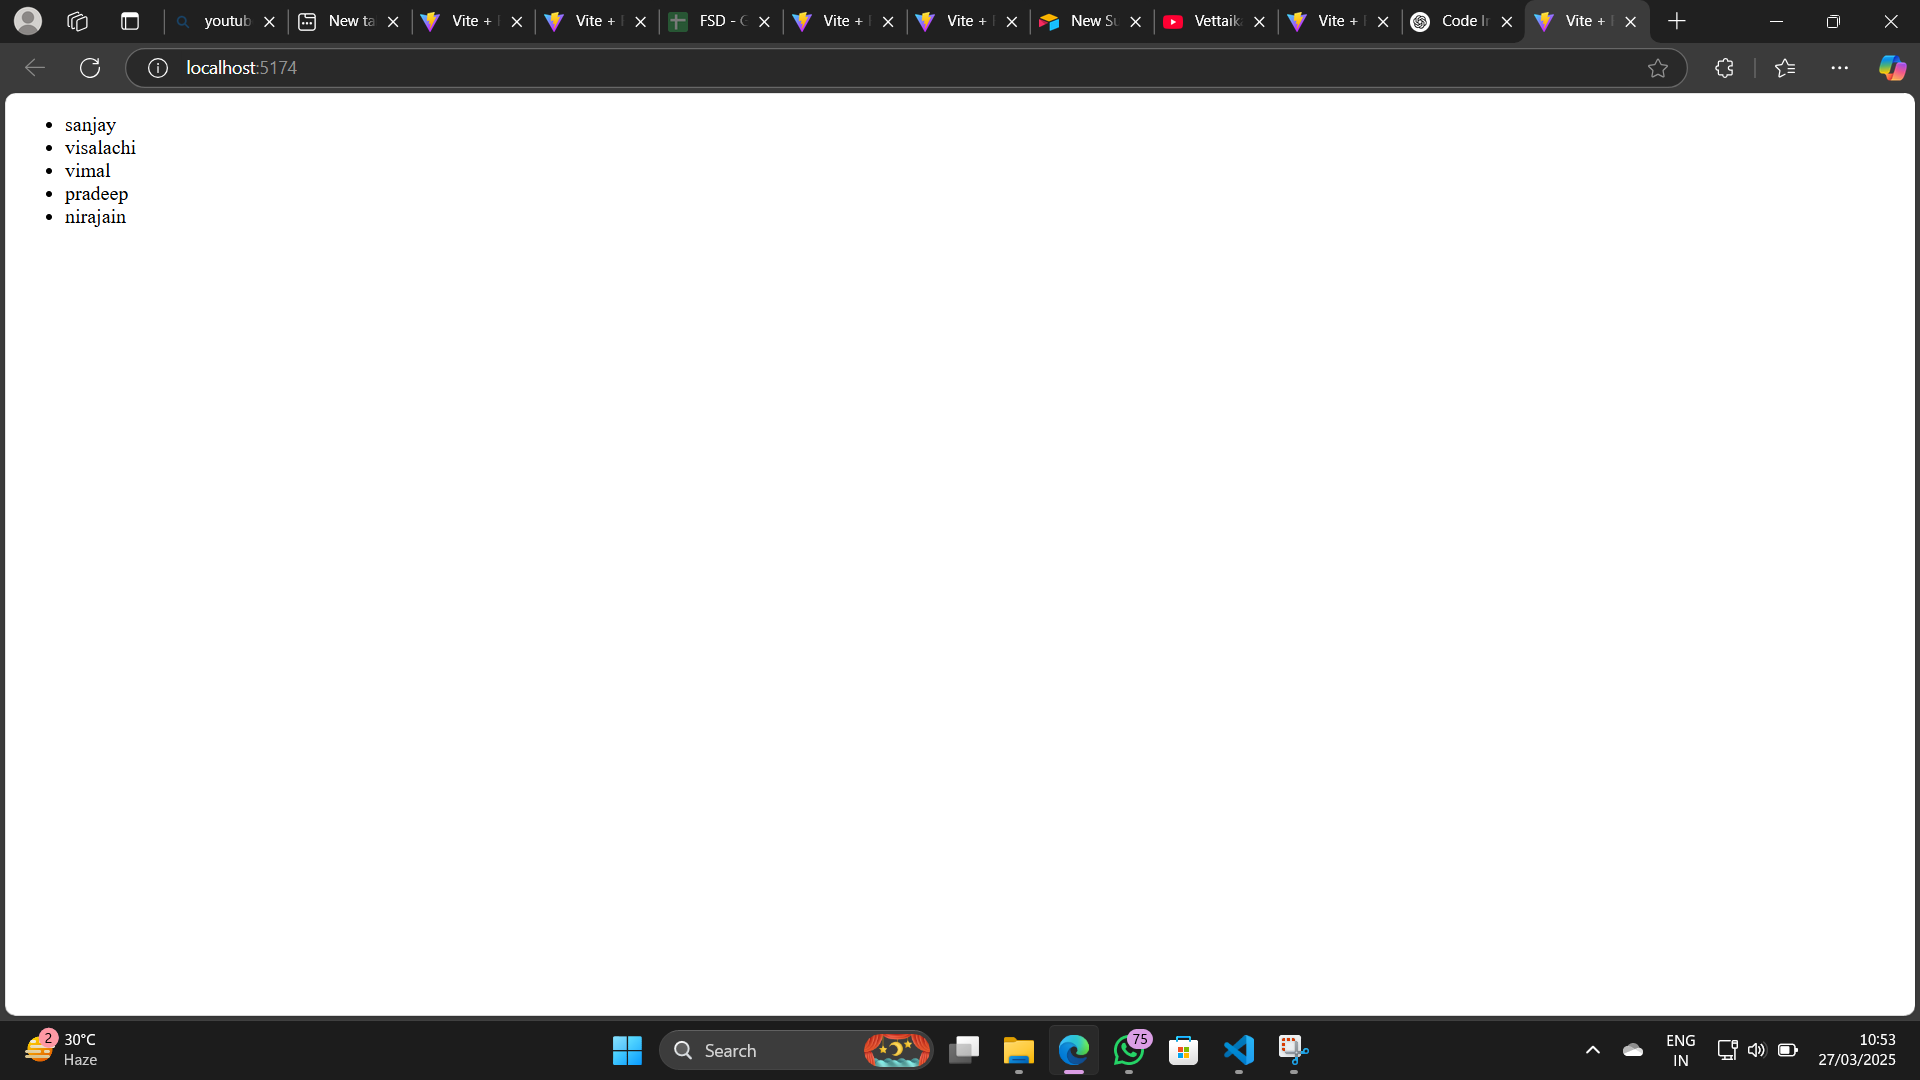 youtub
New ta
Vite +
Vite +
FSD - G
Vite +
Vite +
New Su
Vettaik
Vite +
Code In
Vite +
localhost:5174
sanjay
visalachi
vimal
pradeep
nirajain
2
30°C
Haze
Search
75
ENG
IN
10:53
27/03/2025